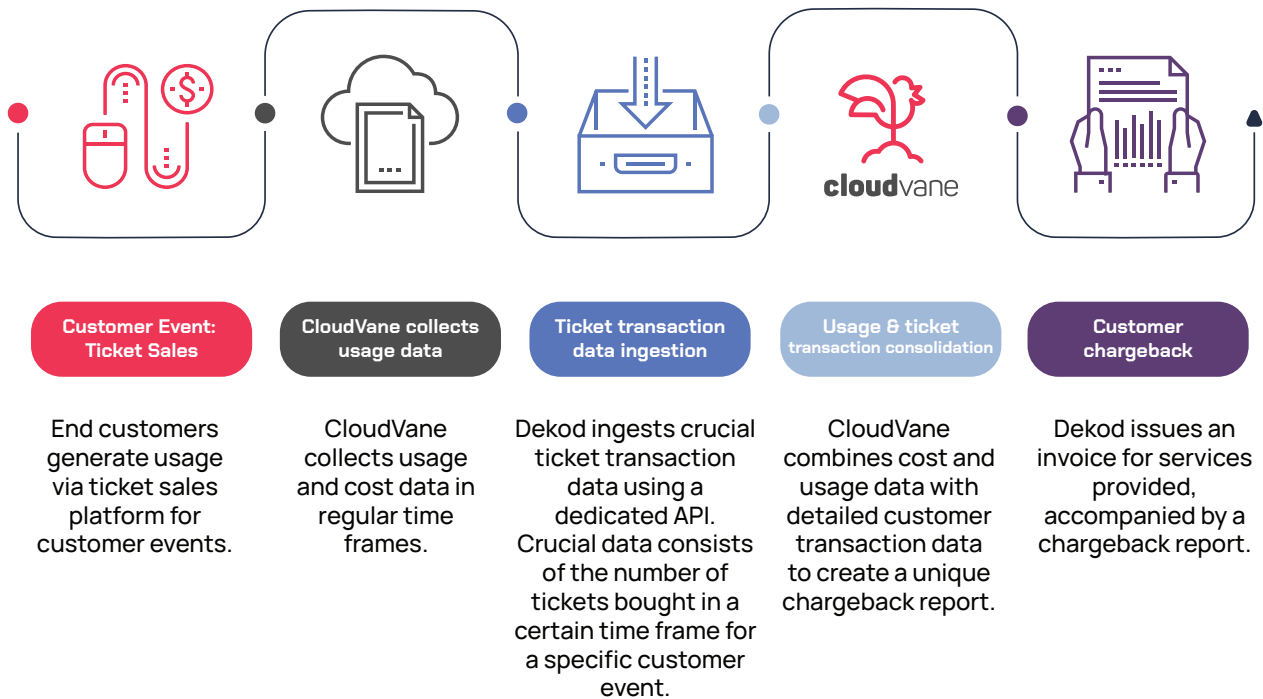 cloudvane
Customer Event:
Ticket Sales
CloudVane collects
usage data
Ticket transaction
data ingestion
Usage & ticket
transaction consolidation
Customer
chargeback
End customers
generate usage
via ticket sales
platform for
customer events.
CloudVane
collects usage
and cost data in
regular time
frames.
Dekod ingests crucial
ticket transaction
data using a
dedicated API.
Crucial data consists
of the number of
tickets bought in a
certain time frame for
a specific customer
event.
CloudVane
combines cost and
usage data with
detailed customer
transaction data
to create a unique
chargeback report.
Dekod issues an
invoice for services
provided,
accompanied by a
chargeback report.